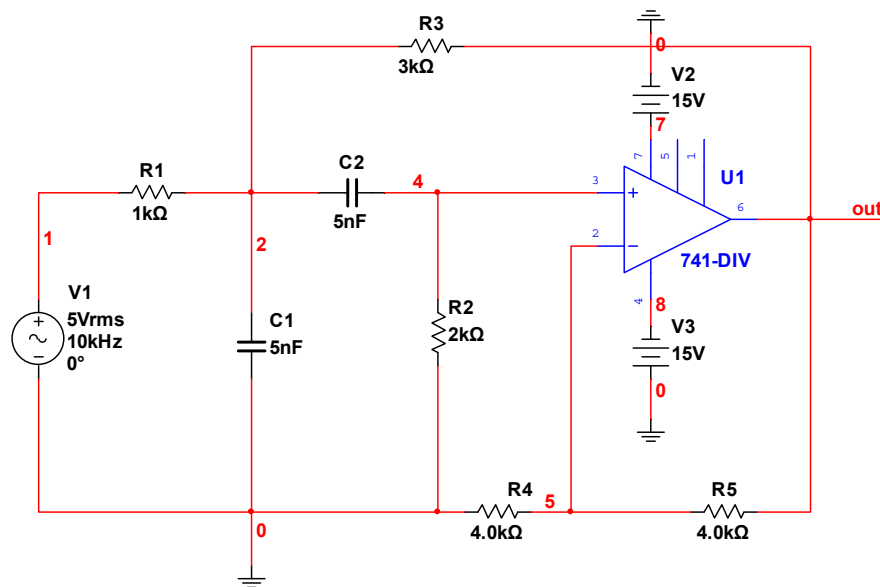 R3
3kΩ
0
V2
15V
7
7
5
1
U1
R1
1kΩ
C2
5nF
4
3
+
2
−
6
out
741-DIV
1
2
V1
+
5Vrms
10kHz
0°
−
C1
5nF
R2
2kΩ
4
8
V3
15V
0
R4
4.0kΩ
5
R5
4.0kΩ
0